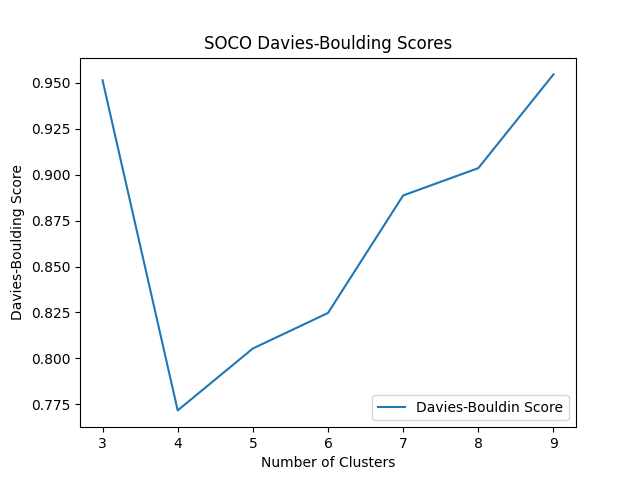 SOCO Davies-Boulding Scores
Davies-Boulding Score
0.950
0.925
0.900
0.875
0.850
0.825
0.800
0.775
Davies-Bouldin Score
3 4 5 6 7 8 9
Number of Clusters